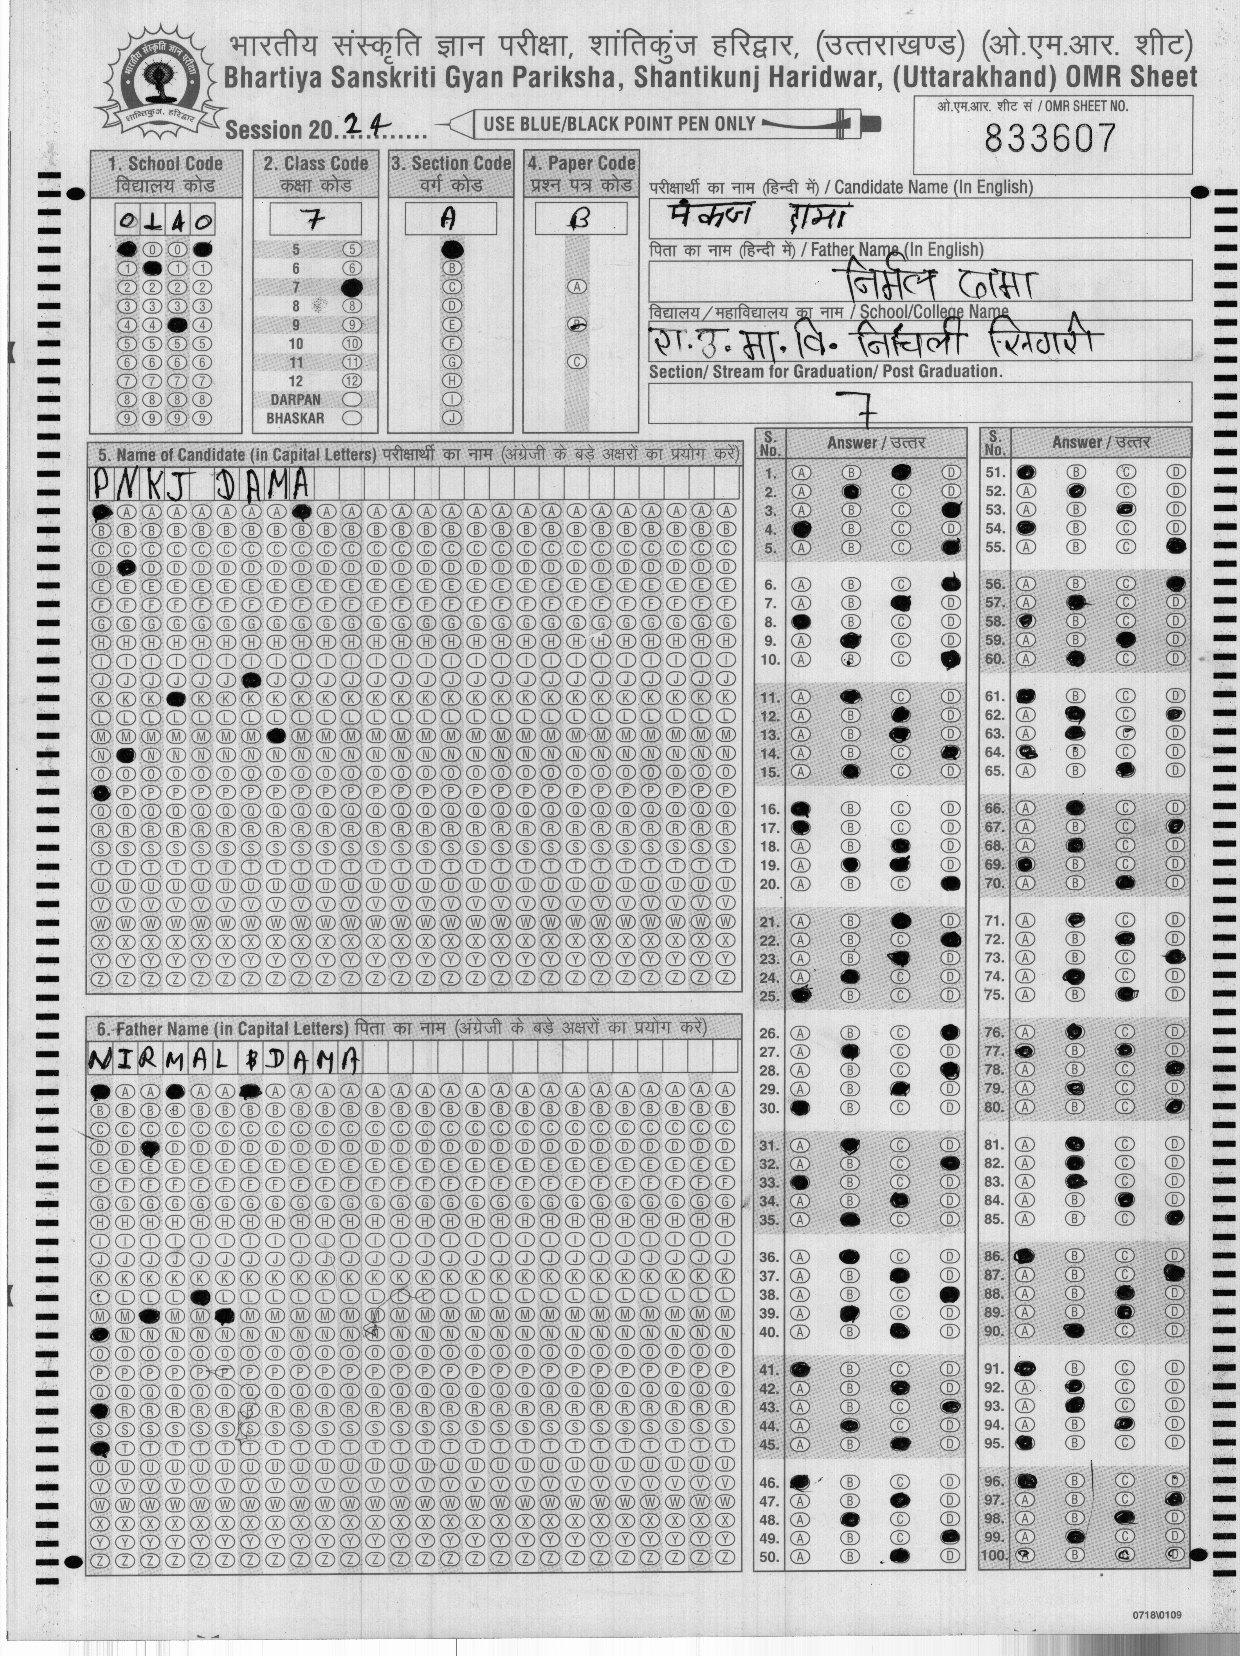 भारतीय संस्कृति ज्ञान परीक्षा, शांतिकुंज हरिद्वार, (उत्तराखण्ड) (ओ.एम.आर. शीट)
Bhartiya Sanskriti Gyan Pariksha, Shantikunj Haridwar, (Uttarakhand) OMR Sheet
Session 2024
USE BLUE/BLACK POINT PEN ONLY
ओ.एम.आर. शीट सं / OMR SHEET NO.
833607
1. School Code
विद्यालय कोड
0140
2. Class Code
कक्षा कोड
7
5
6
7
8
9
10
11
12
DARPAN
BHASKAR
3. Section Code
वर्ग कोड
A
4. Paper Code
प्रश्न पत्र कोड
B
परीक्षार्थी का नाम (हिन्दी में) / Candidate Name (In English)
पंकज दामा
पिता का नाम (हिन्दी में) / Father Name (In English)
निर्मल दामा
विद्यालय / महाविद्यालय का नाम / School/College Name
रा.उ.मा.वि. निचली
Section/ Stream for Graduation/ Post Graduation.
7
5. Name of Candidate (in Capital Letters) परीक्षार्थी का नाम (अंग्रेजी के बड़े अक्षरों का प्रयोग करें)
PNKJ DAMA
6. Father Name (in Capital Letters) पिता का नाम (अंग्रेजी के बड़े अक्षरों का प्रयोग करें)
NIRMAL DAMA
S. No.
Answer / उत्तर
S. No.
Answer / उत्तर
0718\0109